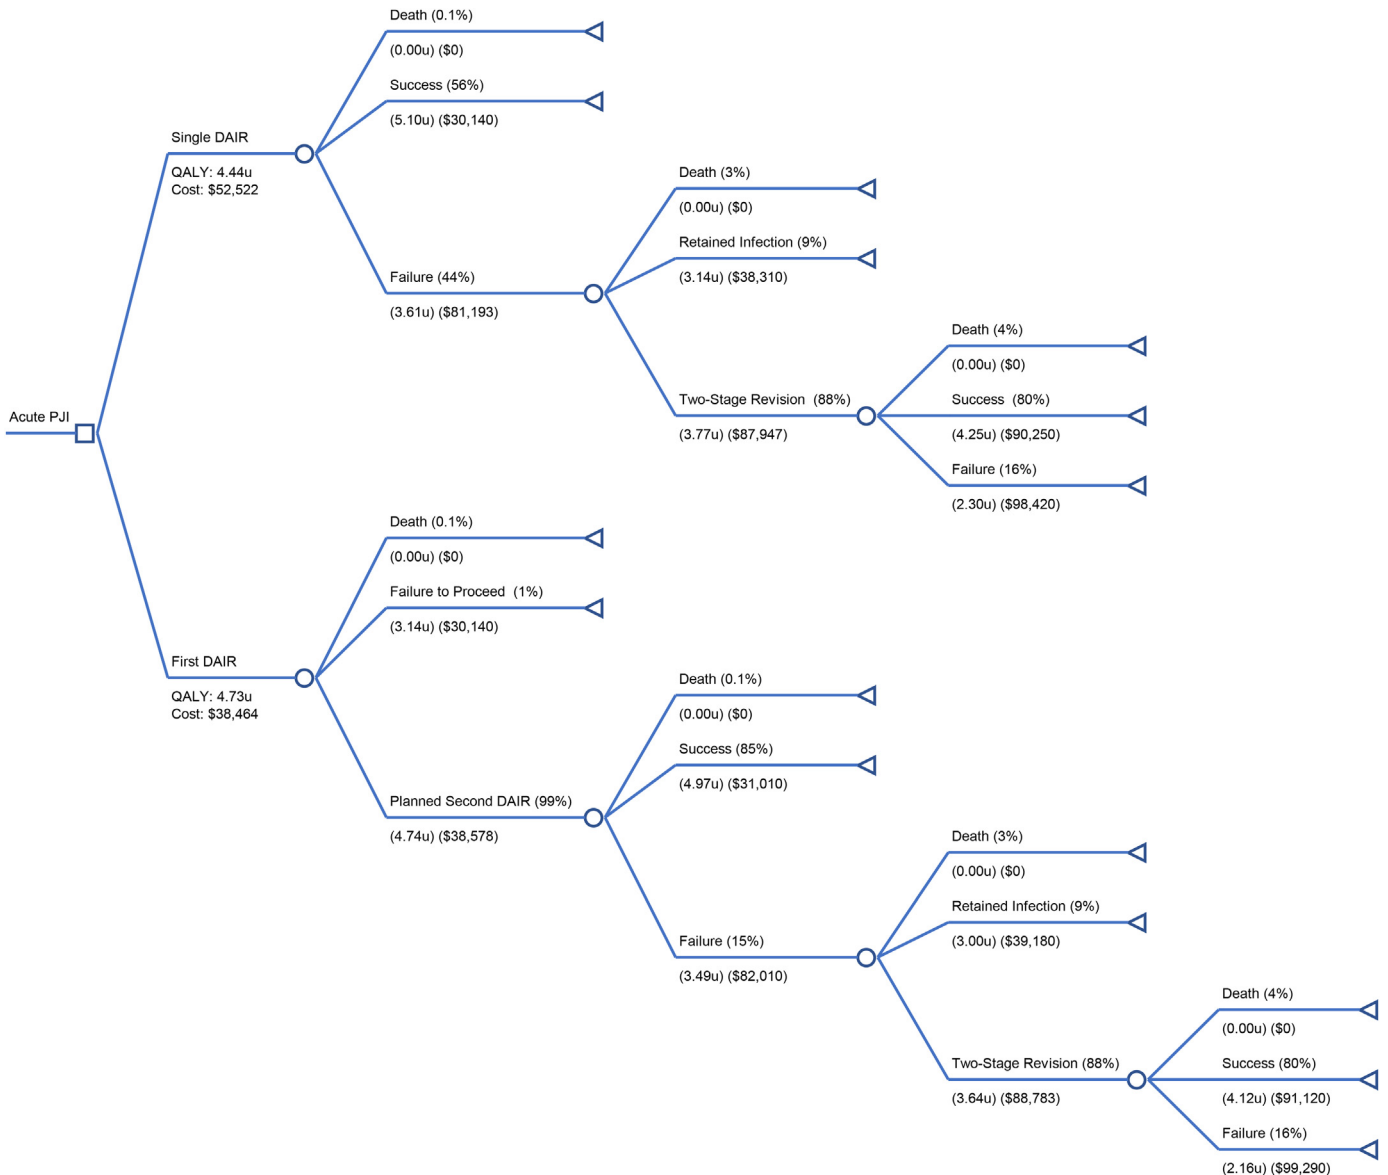 Death (0.1%)
(0.00u) ($0)
Success (56%)
(5.10u) ($30,140)
Single DAIR
QALY: 4.44u
Cost: $52,522
Death (3%)
(0.00u) ($0)
Retained Infection (9%)
(3.14u) ($38,310)
Failure (44%)
(3.61u) ($81,193)
Death (4%)
(0.00u) ($0)
Two-Stage Revision (88%)
(3.77u) ($87,947)
Success (80%)
(4.25u) ($90,250)
Failure (16%)
(2.30u) ($98,420)
Acute PJI
Death (0.1%)
(0.00u) ($0)
Failure to Proceed (1%)
(3.14u) ($30,140)
First DAIR
QALY: 4.73u
Cost: $38,464
Death (0.1%)
(0.00u) ($0)
Success (85%)
(4.97u) ($31,010)
Planned Second DAIR (99%)
(4.74u) ($38,578)
Death (3%)
(0.00u) ($0)
Retained Infection (9%)
(3.00u) ($39,180)
Failure (15%)
(3.49u) ($82,010)
Death (4%)
(0.00u) ($0)
Two-Stage Revision (88%)
(3.64u) ($88,783)
Success (80%)
(4.12u) ($91,120)
Failure (16%)
(2.16u) ($99,290)